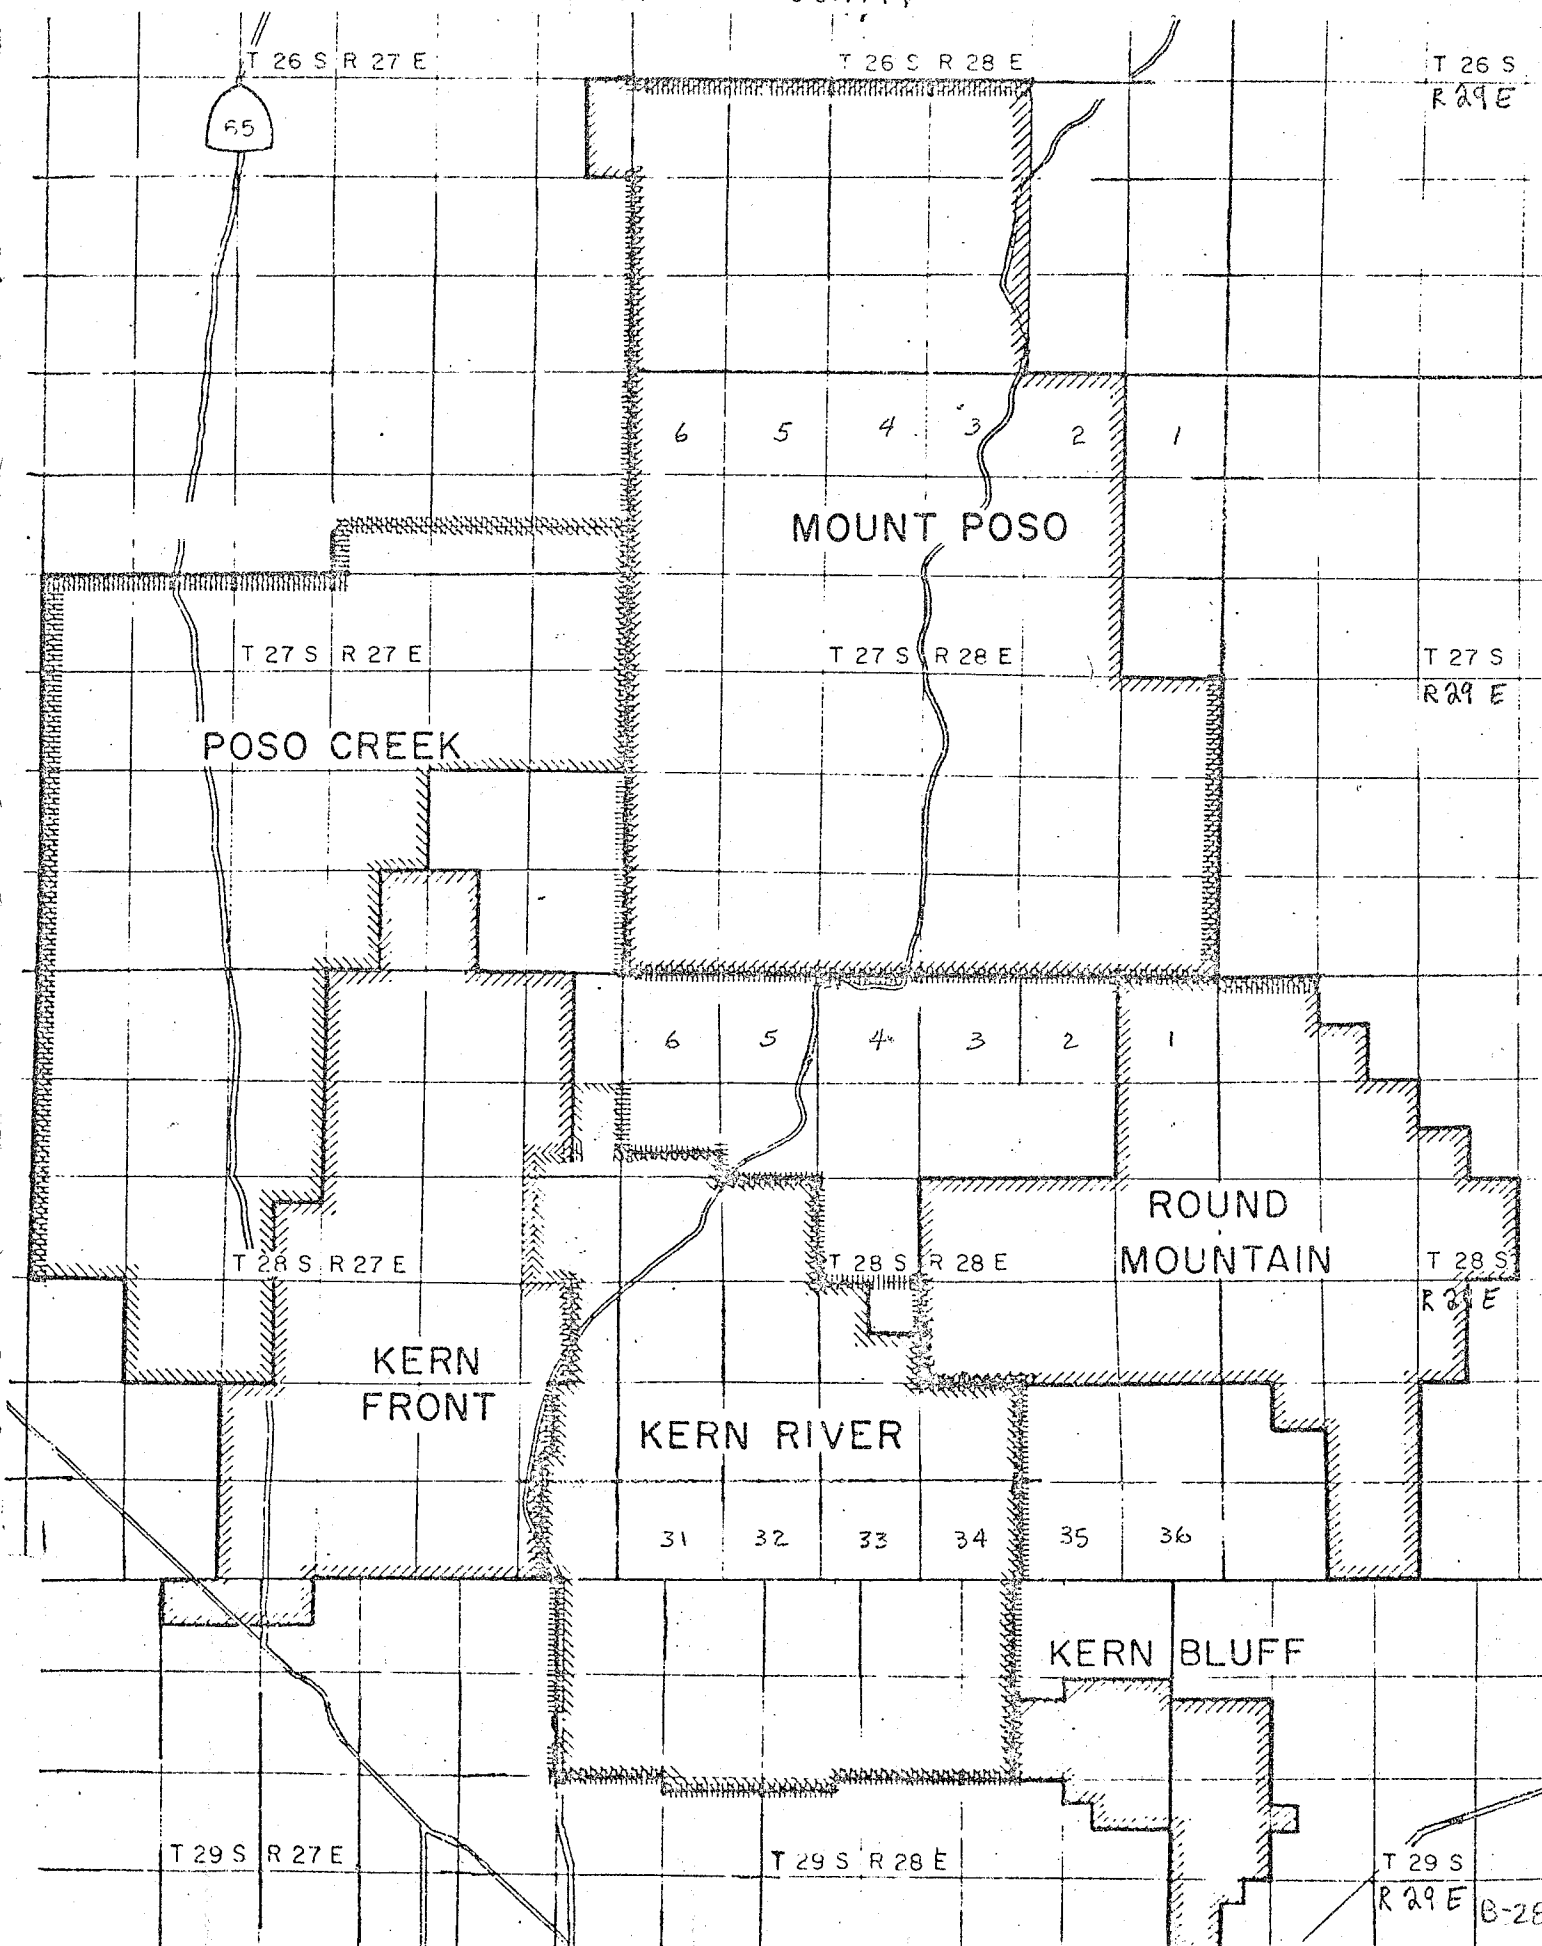 T 26 S R 27 E
T 26 S R 28 E
T 26 S
R 29 E
65
6 5 4 3 2 1
MOUNT POSO
T 27 S R 27 E
T 27 S R 28 E
T 27 S
R 29 E
POSO CREEK
6 5 4 3 2 1
ROUND
MOUNTAIN
T 28 S R 27 E
T 28 S R 28 E
T 28 S
R 29 E
KERN
FRONT
KERN RIVER
31 32 33 34 35 36
KERN BLUFF
T 29 S R 27 E
T 29 S R 28 E
T 29 S
R 29 E
B-28